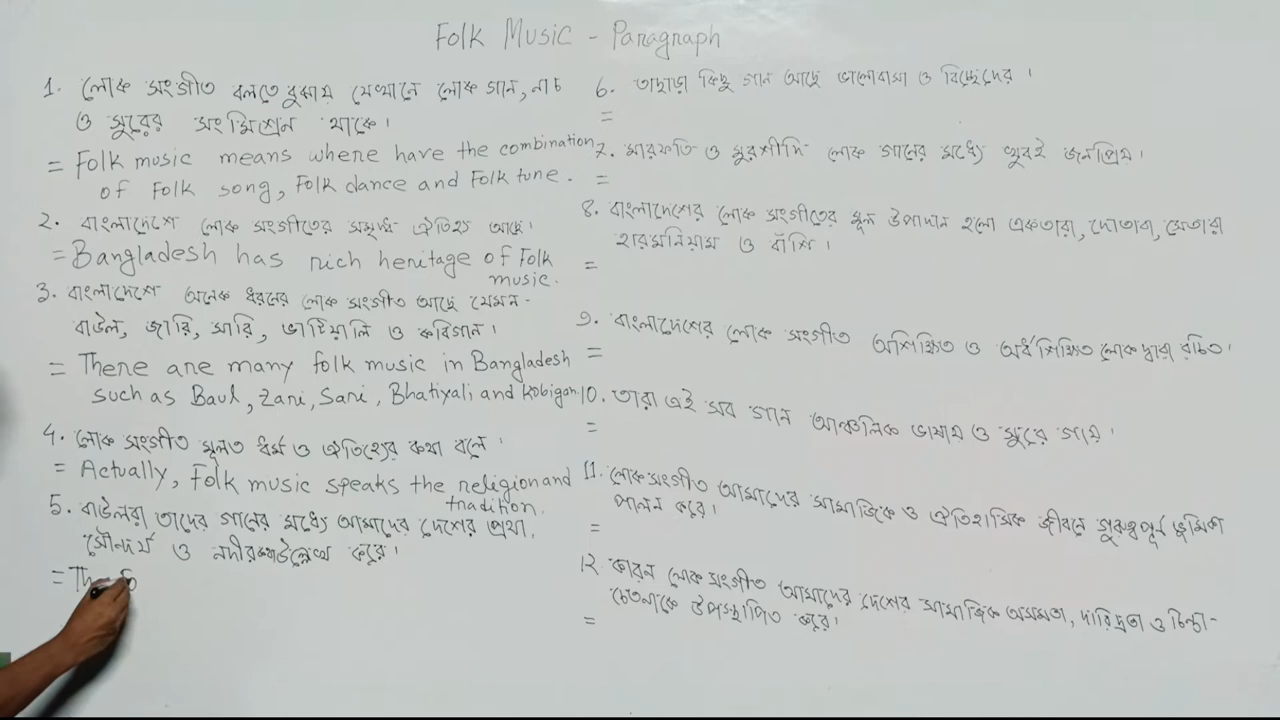 Folk Music - Paragraph
1. লোক সংগীত বলতে বুঝায় যেখানে লোক গান, নাচ
ও সুরের সংমিশ্রেন থাকে।
= Folk music means where have the combination
of Folk song, Folk dance and Folk tune.
2. বাংলাদেশে লোক সংগীতের সমৃদ্ধ ঐতিহ্য আছে।
= Bangladesh has rich heritage of Folk
music.
3. বাংলাদেশে অনেক ধরনের লোক সংগীত আছে যেমন-
বাউল, জারি, সারি, ভাটিয়ালি ও কবিগান।
= There are many folk music in Bangladesh
such as Baul, Zari, Sari, Bhatiyali and Kobigan.
4. লোক সংগীত মূলত ধর্ম ও ঐতিহ্যের কথা বলে।
= Actually, Folk music speaks the religion and
tradition.
5. বাউলরা তাদের গানের মধ্যে আমাদের দেশের প্রথা,
সৌন্দর্য ও উল্লেখ করে।
= The
6. তাছাড়া কিছু গান আছে ভালোবাসা ও বিচ্ছেদের।
=
7. মারফতি ও মুরশীদি লোক গানের মধ্যে খুবই জনপ্রিয়।
=
8. বাংলাদেশের লোক সংগীতের মূল উপাদান হলো একতারা, দোতারা, সেতারা
হারমনিয়াম ও বাঁশি।
=
9. বাংলাদেশের লোক সংগীত অশিক্ষিত ও অর্ধশিক্ষিত লোক দ্বারা রচিত।
=
10. তারা এই সব গান আঞ্চলিক ভাষায় ও সুরে গায়।
=
11. লোক সংগীত আমাদের সামাজিক ও ঐতিহাসিক জীবনে গুরুত্বপূর্ণ ভূমিকা
পালন করে।
=
12. কারন লোক সংগীত আমাদের দেশের সামাজিক অসমতা, দারিদ্রতা ও চিন্তা-
চেতনাকে উপস্থাপিত করে।
=